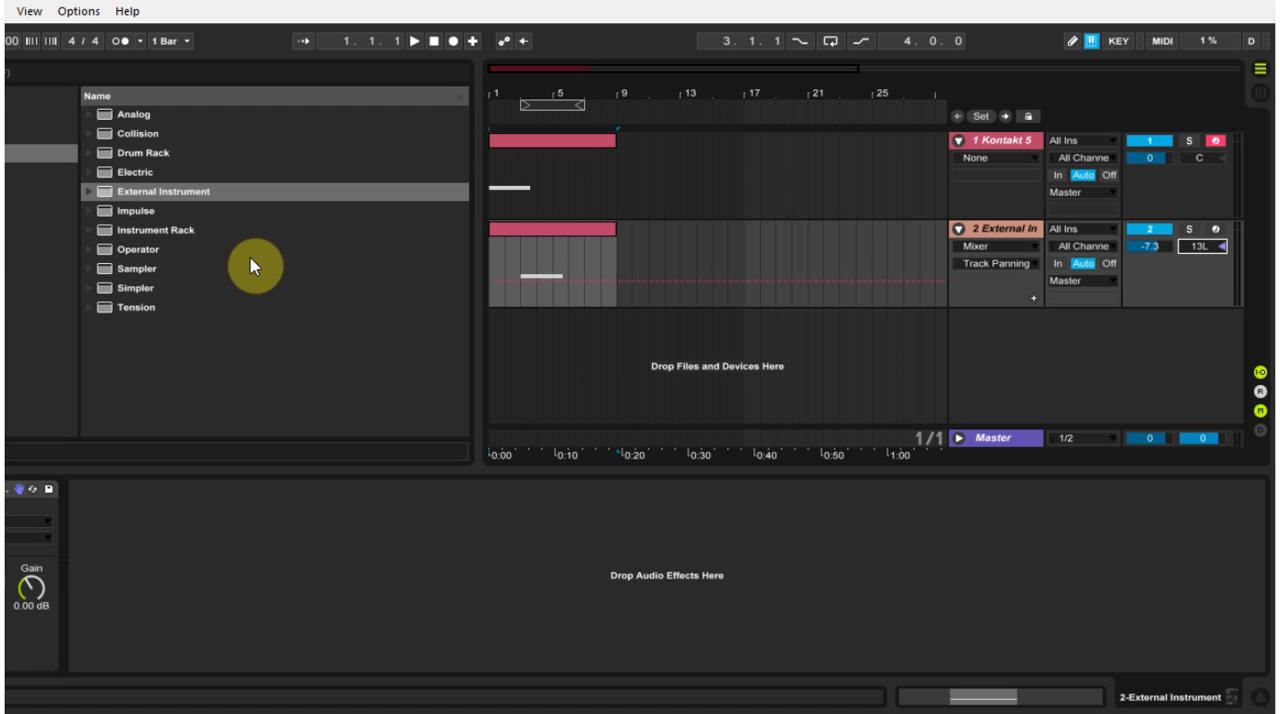 View Options Help
00 4 / 4 1 Bar 1. 1. 1 3. 1. 1 4. 0. 0 KEY MIDI 1 % D
Name
Analog
Collision
Drum Rack
Electric
External Instrument
Impulse
Instrument Rack
Operator
Sampler
Simpler
Tension
1 5 9 13 17 21 25
Set
1 Kontakt 5 All Ins 1 S
None All Channe 0 C
In Auto Off
Master
2 External In All Ins 2 S
Mixer All Channe -7.3 13L
Track Panning In Auto Off
Master
+
Drop Files and Devices Here
1/1 Master 1/2 0 0
0:00 0:10 0:20 0:30 0:40 0:50 1:00
I-O
R
M
D
Gain
0.00 dB
Drop Audio Effects Here
2-External Instrument